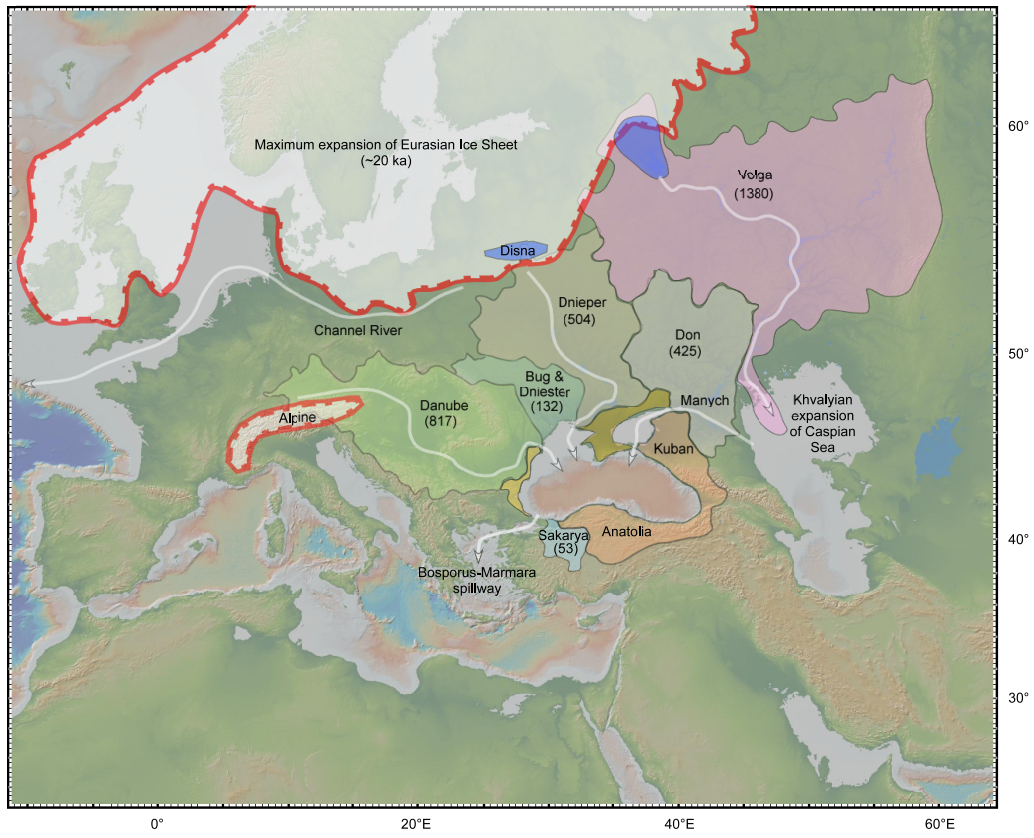 Maximum expansion of Eurasian Ice Sheet
(~20 ka)
60°
Volga
(1380)
Disna
Dnieper
(504)
Channel River
Don
(425)
50°
Bug &
Dniester
(132)
Manych
Khvalyian
expansion
of Caspian
Sea
Danube
(817)
Alpine
Kuban
Sakarya
(53)
Anatolia
40°
Bosporus-Marmara
spillway
30°
0°
20°E
40°E
60°E